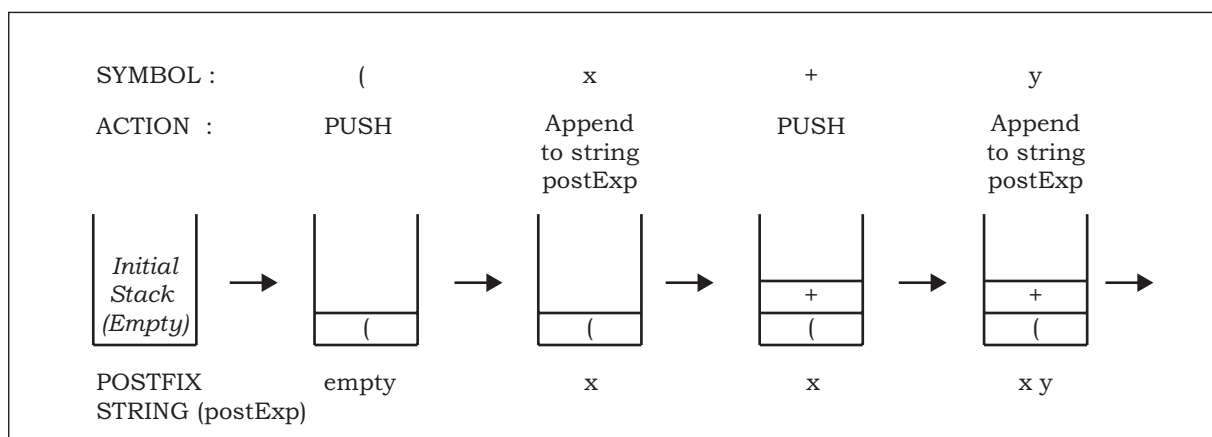 SYMBOL : ( x + y
ACTION : PUSH Append to string postExp PUSH Append to string postExp
Initial
Stack
(Empty)
(
(
+
(
+
(
POSTFIX
STRING (postExp) empty x x x y